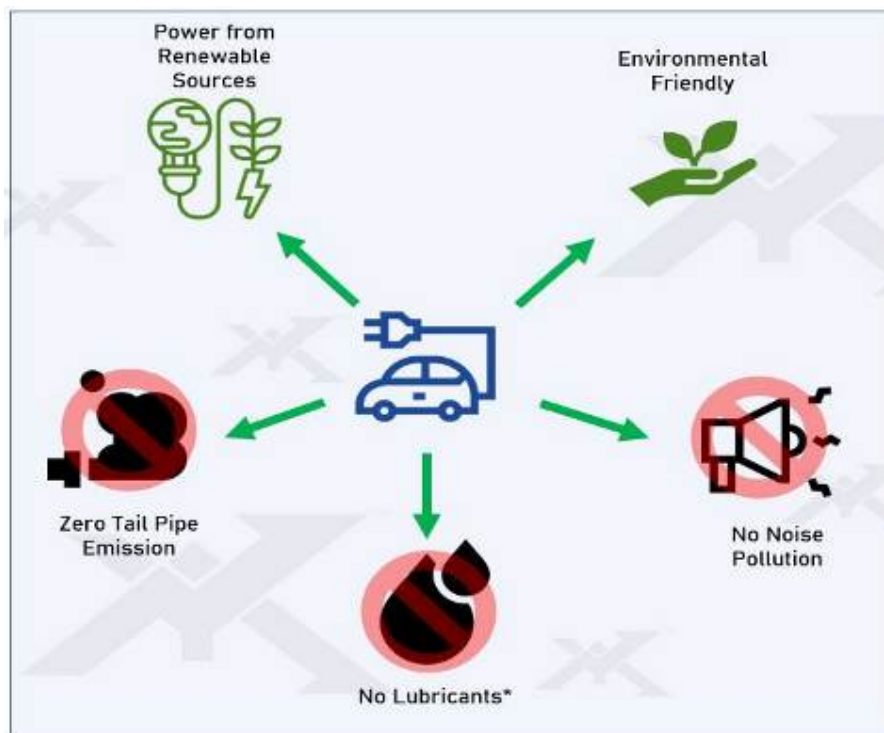 Power from
Renewable
Sources
Environmental
Friendly
Zero Tail Pipe
Emission
No Noise
Pollution
No Lubricants*